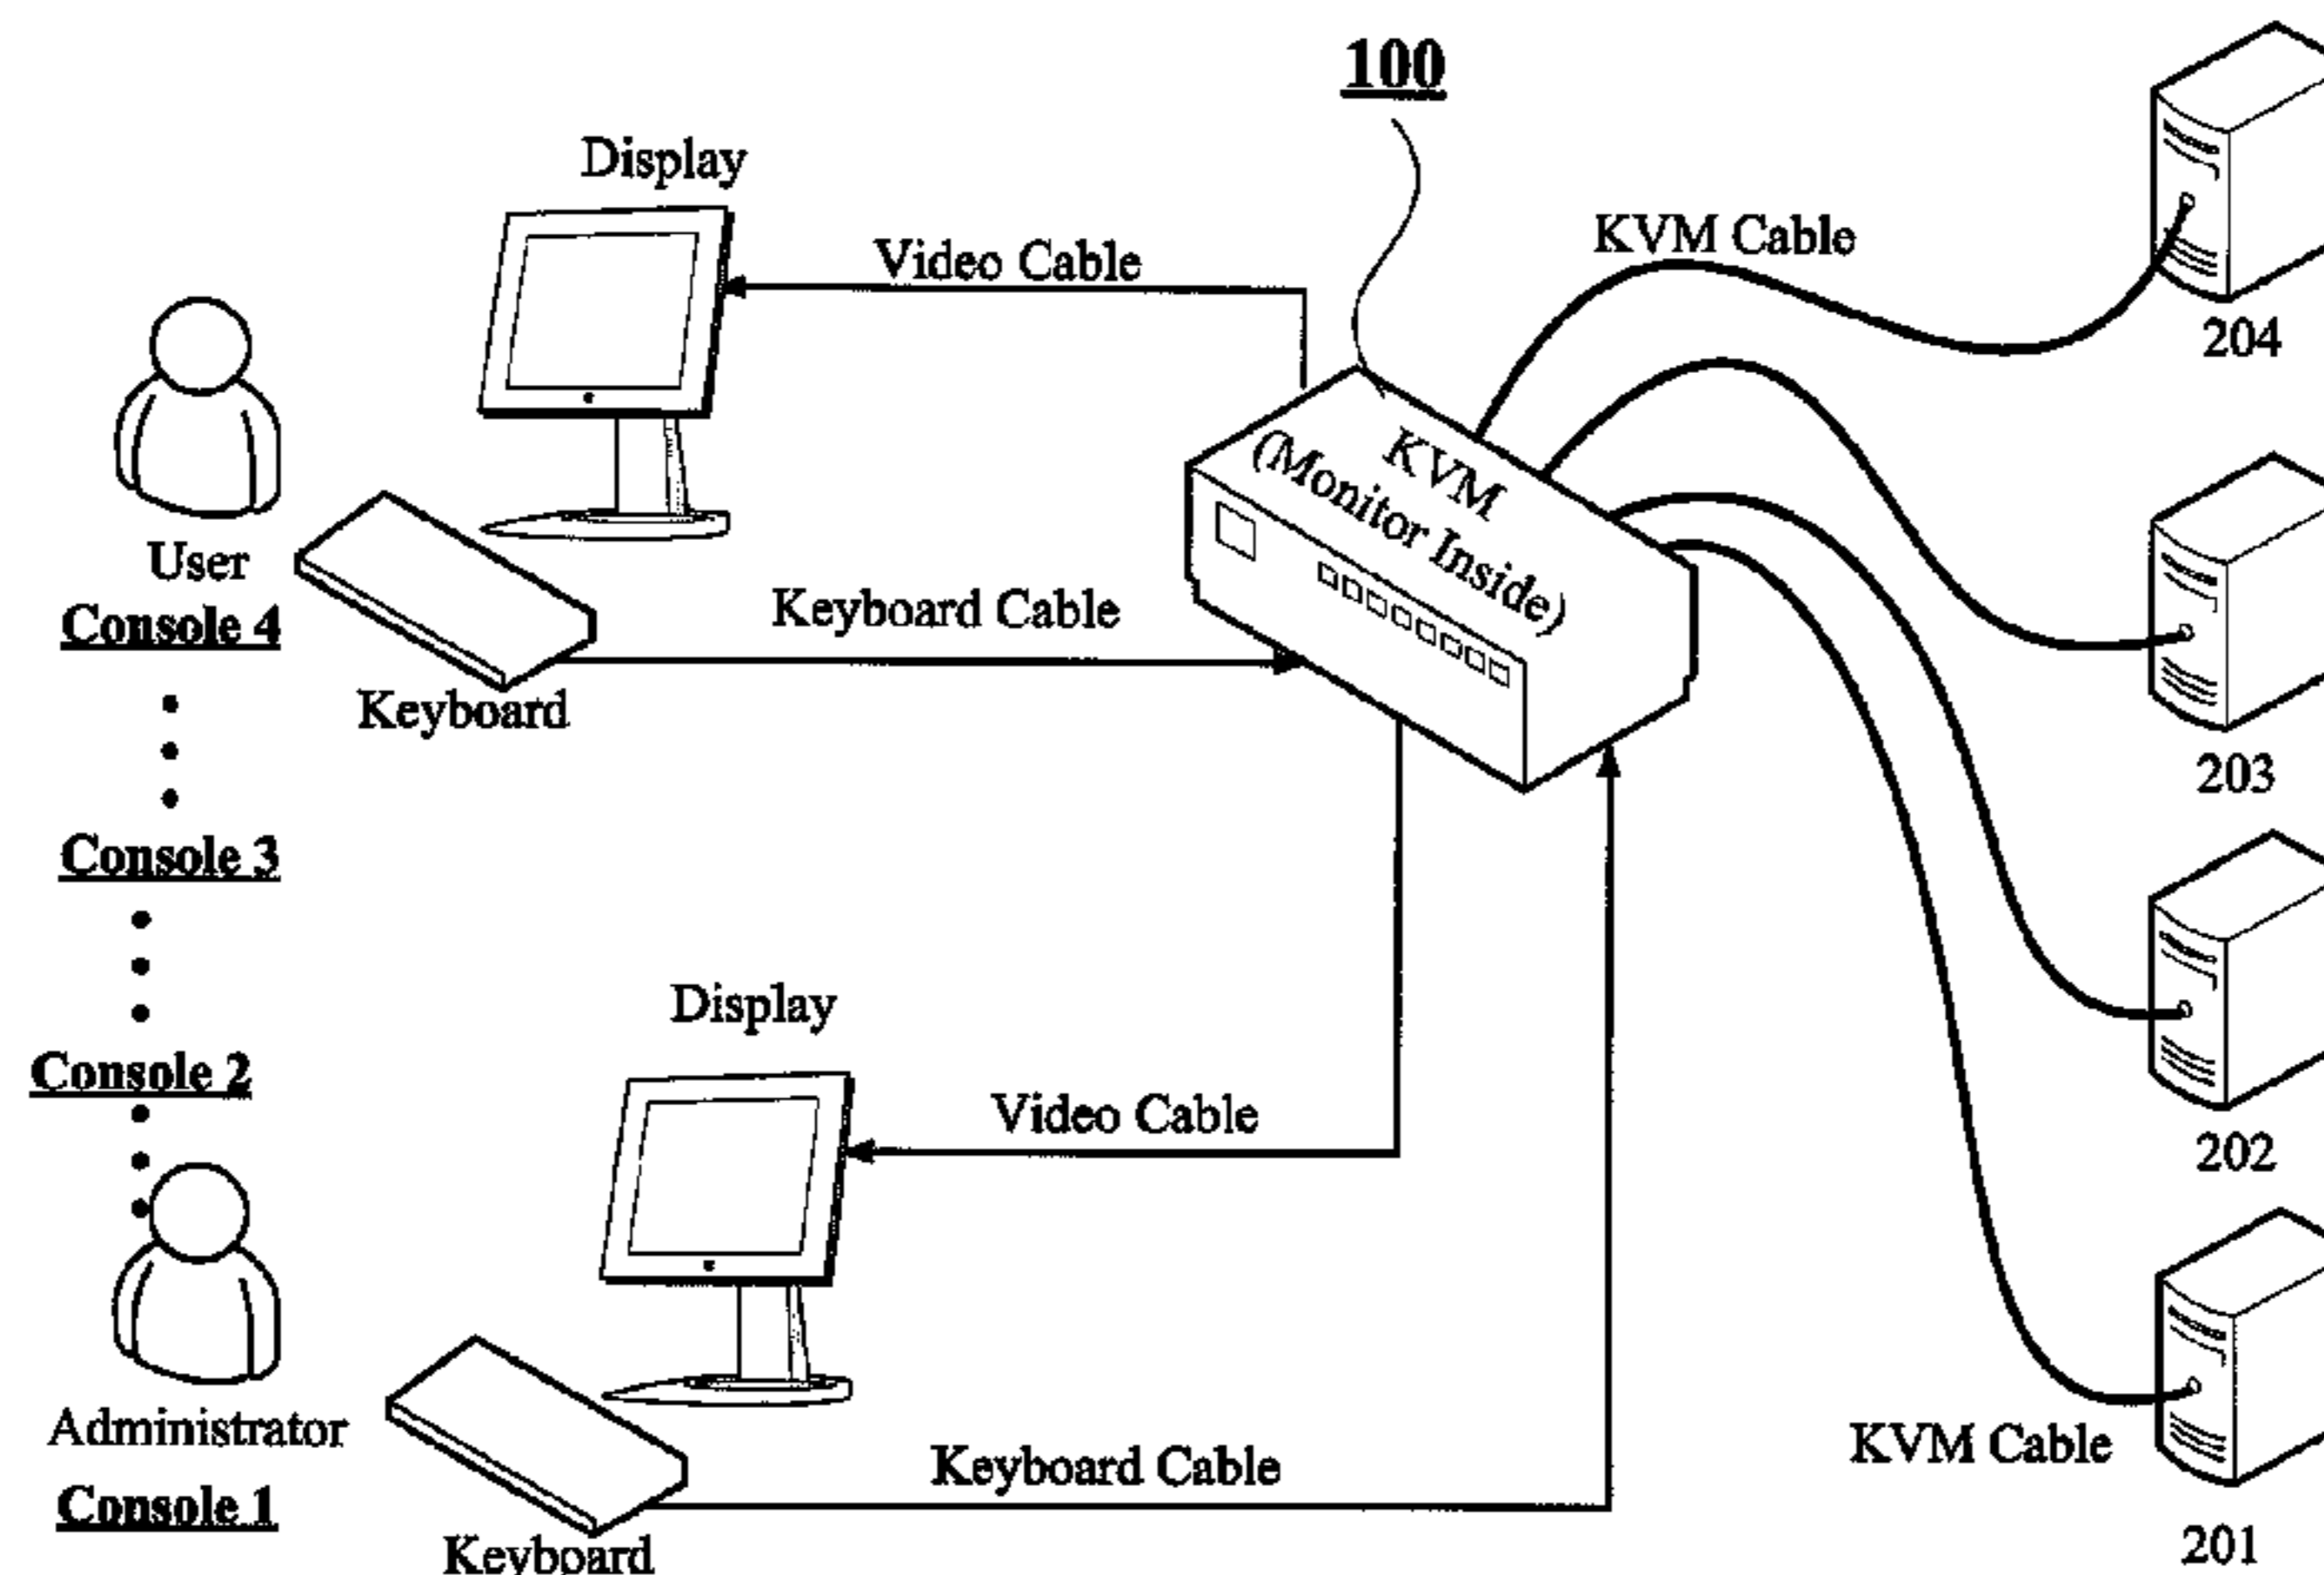 100
Display
Video Cable
KVM Cable
204
KVM
(Monitor Inside)
User
Console 4
Keyboard Cable
Keyboard
203
Console 3
Display
Console 2
Video Cable
202
Administrator
Console 1
Keyboard Cable
KVM Cable
Keyboard
201